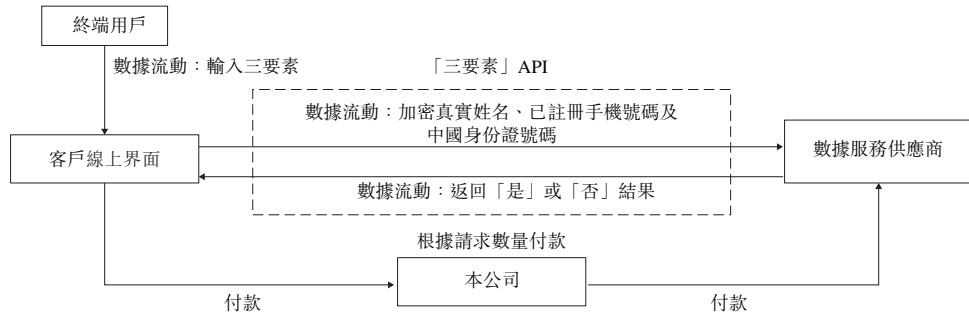 終端用戶
數據流動：輸入三要素
「三要素」API
數據流動：加密真實姓名、已註冊手機號碼及
中國身份證號碼
客戶線上界面
數據服務供應商
數據流動：返回「是」或「否」結果
根據請求數量付款
本公司
付款
付款